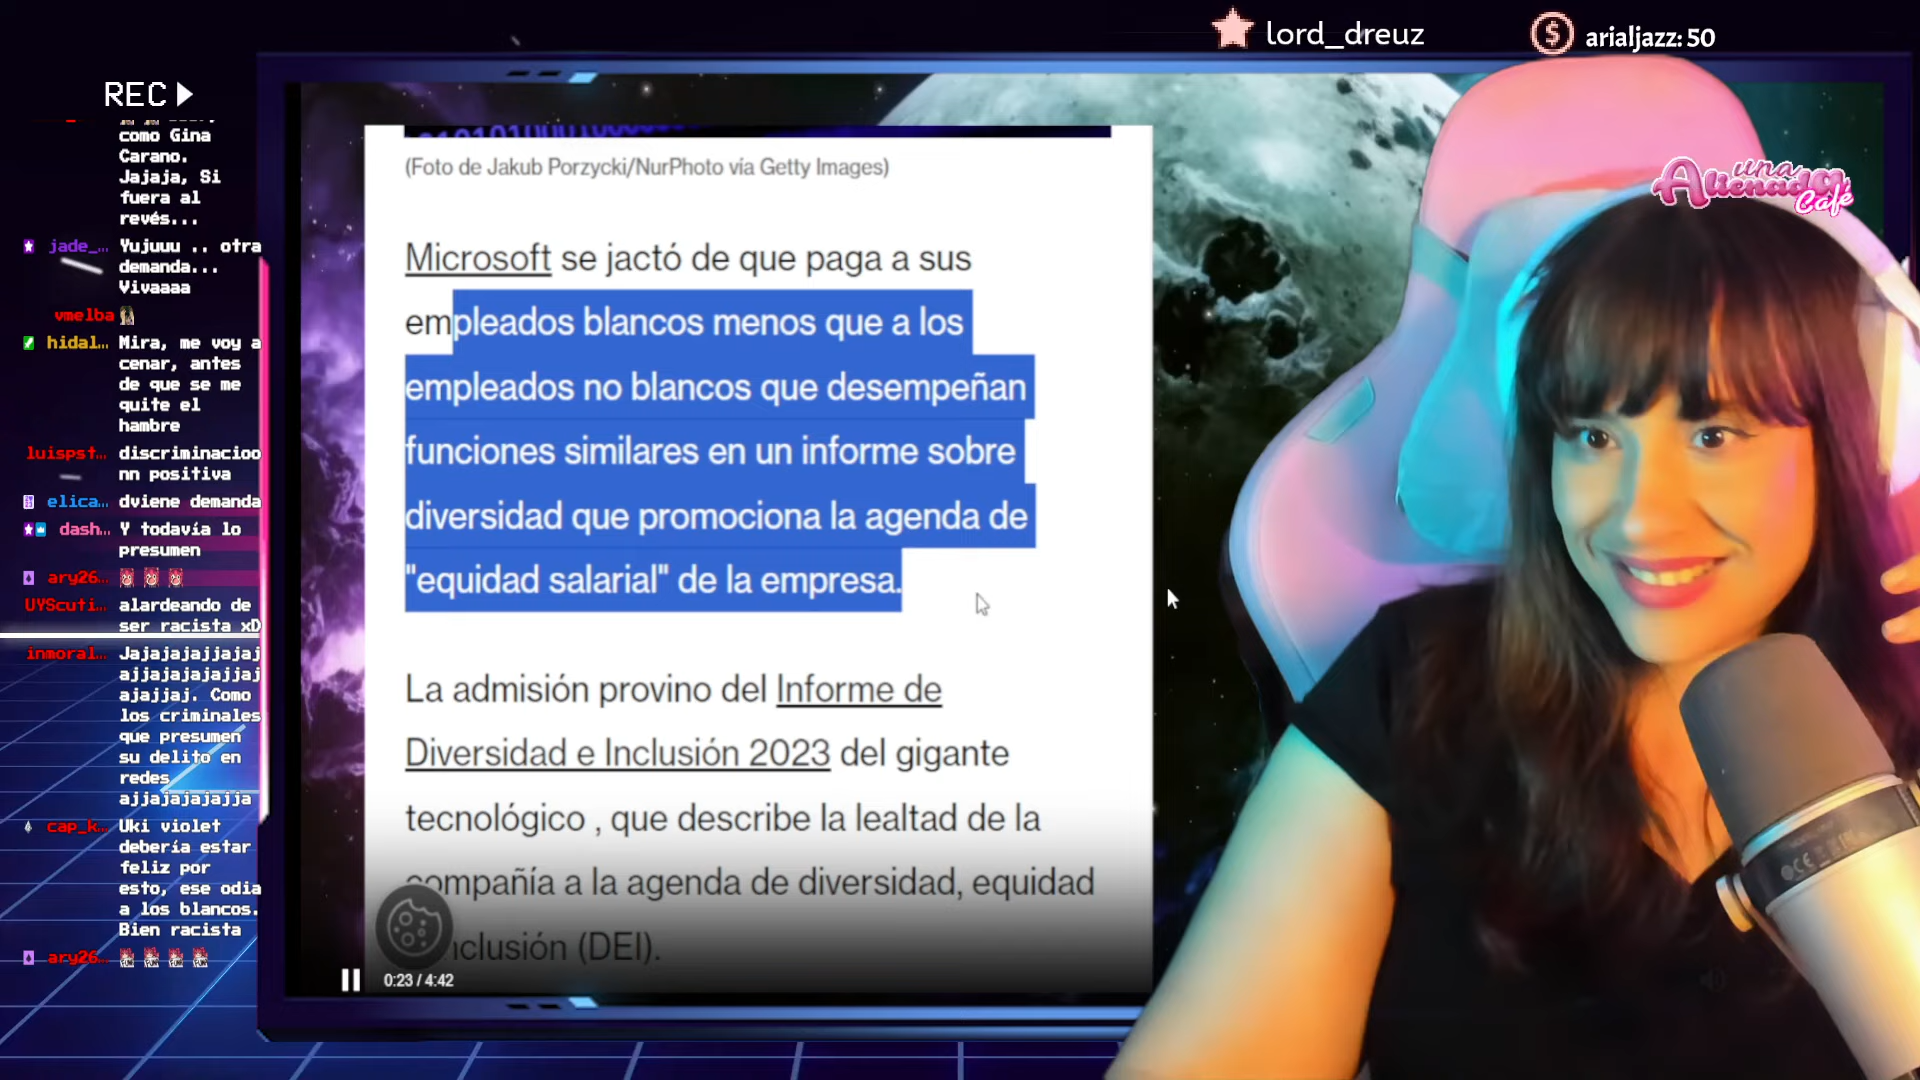 lord_dreuz
arialjazz: 50
REC
como Gina
Carano.
Jajaja, Si
fuera al
revés...
jade_... Yujuuu .. otra
demanda...
Vivaaaa
vmelba
hidal... Mira, me voy a
cenar, antes
de que se me
quite el
hambre
luispst... discriminacioo
nn positiva
elica... dviene demanda
dash... Y todavía lo
presumen
ary26...
UYScuti... alardeando de
ser racista xD
inmoral... Jajajajajjajaj
ajjajajajajjaj
ajajjaj. Como
los criminales
que presumen
su delito en
redes
ajjajajajajja
cap_k... Uki violet
debería estar
feliz por
esto, ese odia
a los blancos.
Bien racista
ary26...
(Foto de Jakub Porzycki/NurPhoto vía Getty Images)
Microsoft se jactó de que paga a sus
empleados blancos menos que a los
empleados no blancos que desempeñan
funciones similares en un informe sobre
diversidad que promociona la agenda de
"equidad salarial" de la empresa.
La admisión provino del Informe de
Diversidad e Inclusión 2023 del gigante
tecnológico , que describe la lealtad de la
compañía a la agenda de diversidad, equidad
nclusión (DEI).
0:23 / 4:42
una
Alienada
Café